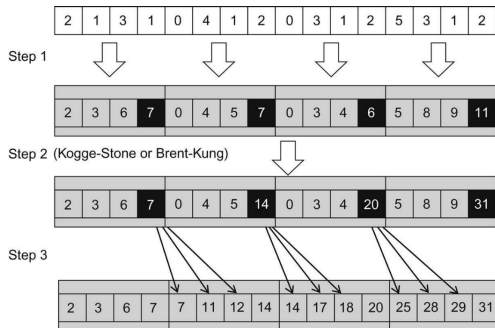 2 1 3 1 0 4 1 2 0 3 1 2 5 3 1 2
Step 1
2 3 6 7 0 4 5 7 0 3 4 6 5 8 9 11
Step 2 (Kogge-Stone or Brent-Kung)
2 3 6 7 0 4 5 14 0 3 4 20 5 8 9 31
Step 3
2 3 6 7 7 11 12 14 14 17 18 20 25 28 29 31